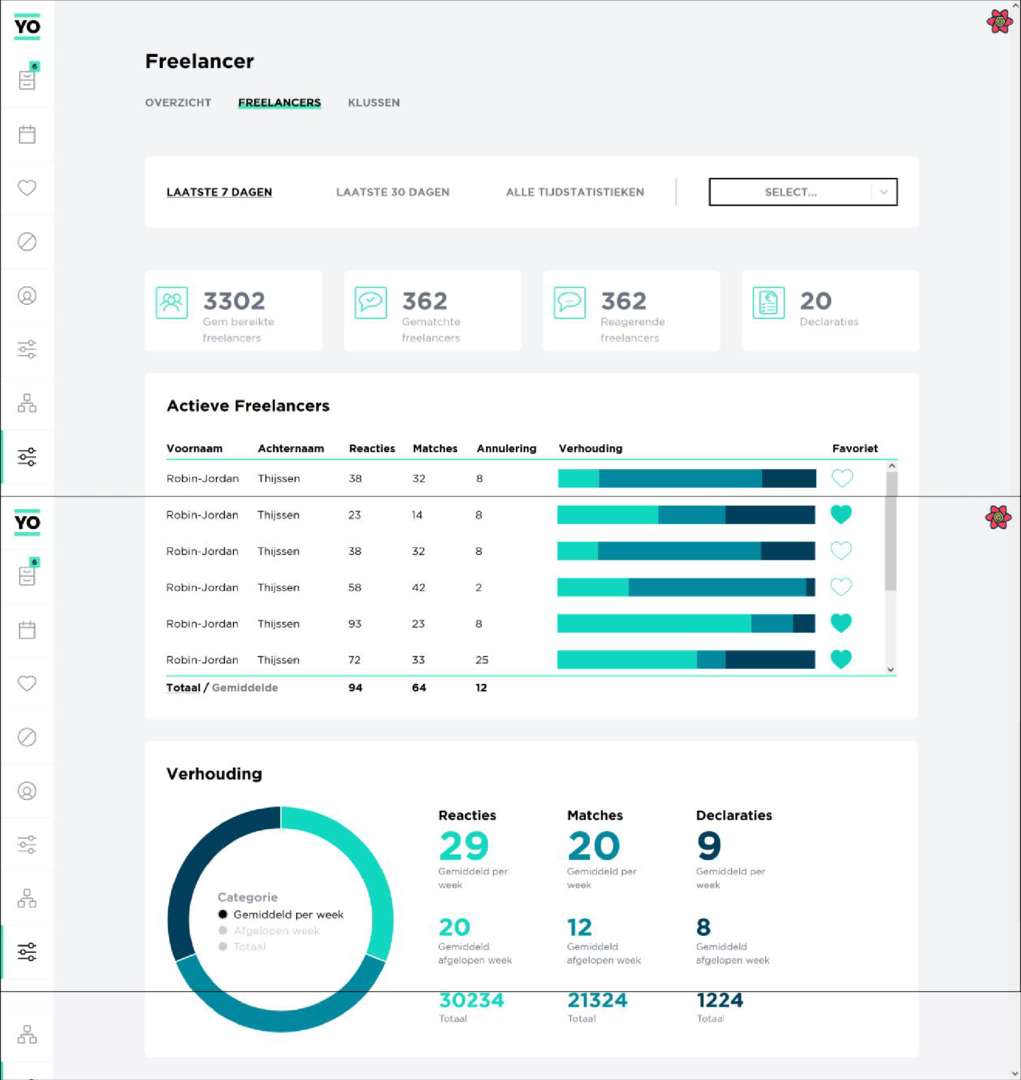 YO
6
Freelancer
OVERZICHT FREELANCERS KLUSSEN
LAATSTE 7 DAGEN LAATSTE 30 DAGEN ALLE TIJDSTATISTIEKEN SELECT...
3302
Gem bereikte
freelancers
362
Gematchte
freelancers
362
Reagerende
freelancers
20
Declaraties
Actieve Freelancers
Voornaam Achternaam Reacties Matches Annulering Verhouding Favoriet
Robin-Jordan Thijssen 38 32 8
YO
Robin-Jordan Thijssen 23 14 8
Robin-Jordan Thijssen 38 32 8
6
Robin-Jordan Thijssen 58 42 2
Robin-Jordan Thijssen 93 23 8
Robin-Jordan Thijssen 72 33 25
Totaal / Gemiddelde 94 64 12
Verhouding
Categorie
Gemiddeld per week
Afgelopen week
Totaal
Reacties
29
Gemiddeld per
week
20
Gemiddeld
afgelopen week
30234
Totaal
Matches
20
Gemiddeld per
week
12
Gemiddeld
afgelopen week
21324
Totaal
Declaraties
9
Gemiddeld per
week
8
Gemiddeld
afgelopen week
1224
Totaal